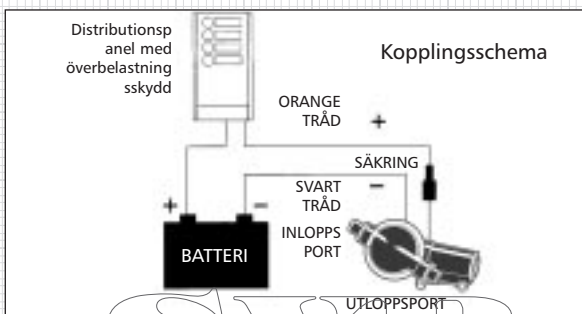 Distributionsp
anel med
överbelastning
sskydd
Kopplingsschema
ORANGE
TRÅD
+
SÄKRING
SVART
TRÅD
−
+
−
INLOPPS
PORT
BATTERI
UTLOPPSPORT